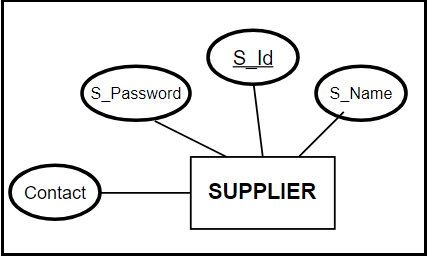 S_Id
S_Password
S_Name
Contact
SUPPLIER